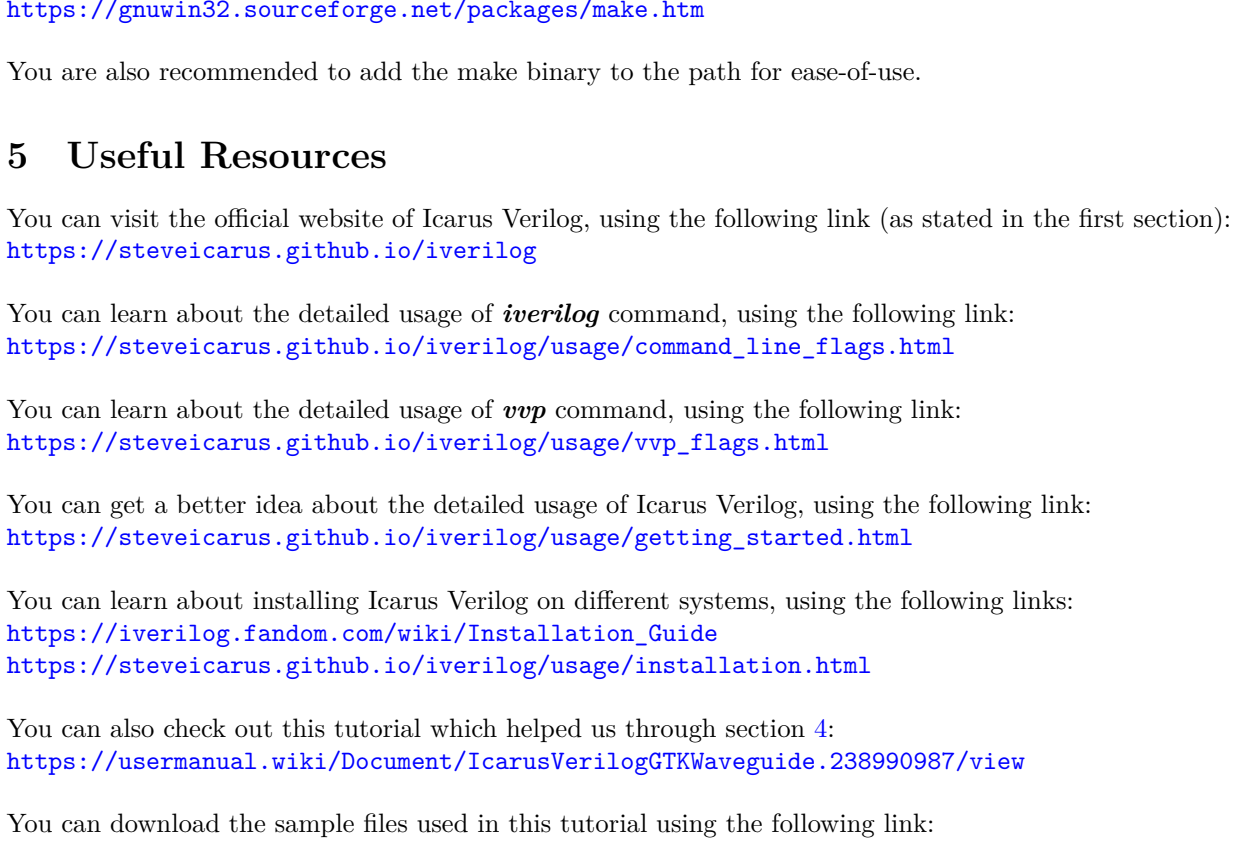 https://gnuwin32.sourceforge.net/packages/make.htm
You are also recommended to add the make binary to the path for ease-of-use.
5 Useful Resources
You can visit the official website of Icarus Verilog, using the following link (as stated in the first section):
https://steveicarus.github.io/iverilog
You can learn about the detailed usage of iverilog command, using the following link:
https://steveicarus.github.io/iverilog/usage/command_line_flags.html
You can learn about the detailed usage of vvp command, using the following link:
https://steveicarus.github.io/iverilog/usage/vvp_flags.html
You can get a better idea about the detailed usage of Icarus Verilog, using the following link:
https://steveicarus.github.io/iverilog/usage/getting_started.html
You can learn about installing Icarus Verilog on different systems, using the following links:
https://iverilog.fandom.com/wiki/Installation_Guide
https://steveicarus.github.io/iverilog/usage/installation.html
You can also check out this tutorial which helped us through section 4:
https://usermanual.wiki/Document/IcarusVerilogGTKWaveguide.238990987/view
You can download the sample files used in this tutorial using the following link: